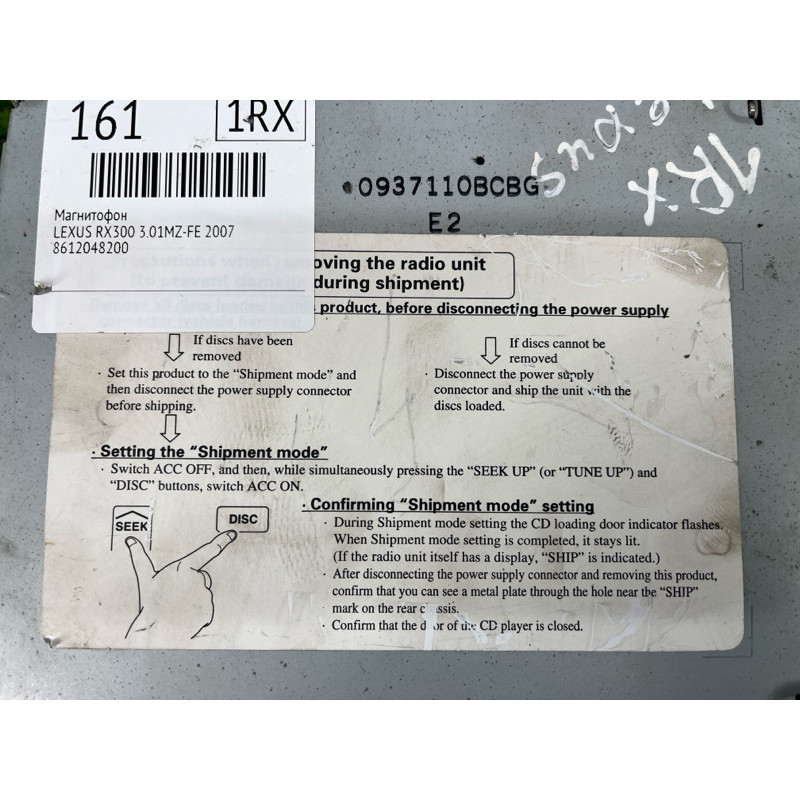 161
1RX
0937110BCBG
E2
1RX
Магнитофон
LEXUS RX300 3.01MZ-FE 2007
8612048200
oving the radio unit
during shipment)
product, before disconnecting the power supply
If discs have been
removed
· Set this product to the “Shipment mode” and
then disconnect the power supply connector
before shipping.
If discs cannot be
removed
· Disconnect the power supply
connector and ship the unit with the
discs loaded.
· Setting the “Shipment mode”
· Switch ACC OFF, and then, while simultaneously pressing the “SEEK UP” (or “TUNE UP”) and
“DISC” buttons, switch ACC ON.
SEEK
DISC
· Confirming “Shipment mode” setting
· During Shipment mode setting the CD loading door indicator flashes.
When Shipment mode setting is completed, it stays lit.
(If the radio unit itself has a display, “SHIP” is indicated.)
· After disconnecting the power supply connector and removing this product,
confirm that you can see a metal plate through the hole near the “SHIP”
mark on the rear chassis.
· Confirm that the door of the CD player is closed.